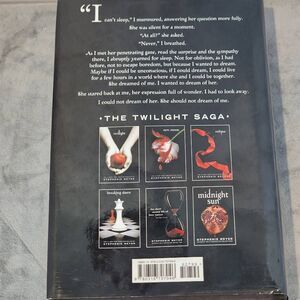 "I can't sleep," I murmured, answering her question more fully.
She was silent for a moment.
"At all?" she asked.
"Never," I breathed.
As I met her penetrating gaze, read the surprise and the sympathy
there, I abruptly yearned for sleep. Not for oblivion, as I had
before, not to escape boredom, but because I wanted to dream.
Maybe if I could be unconscious, if I could dream, I could live
for a few hours in a world where she and I could be together.
She dreamed of me. I wanted to dream of her.
She stared back at me, her expression full of wonder. I had to look away.
I could not dream of her. She should not dream of me.
• THE TWILIGHT SAGA •
twilight
new moon
eclipse
STEPHENIE MEYER
STEPHENIE MEYER
breaking dawn
midnight
sun
STEPHENIE MEYER
STEPHENIE MEYER
STEPHENIE MEYER